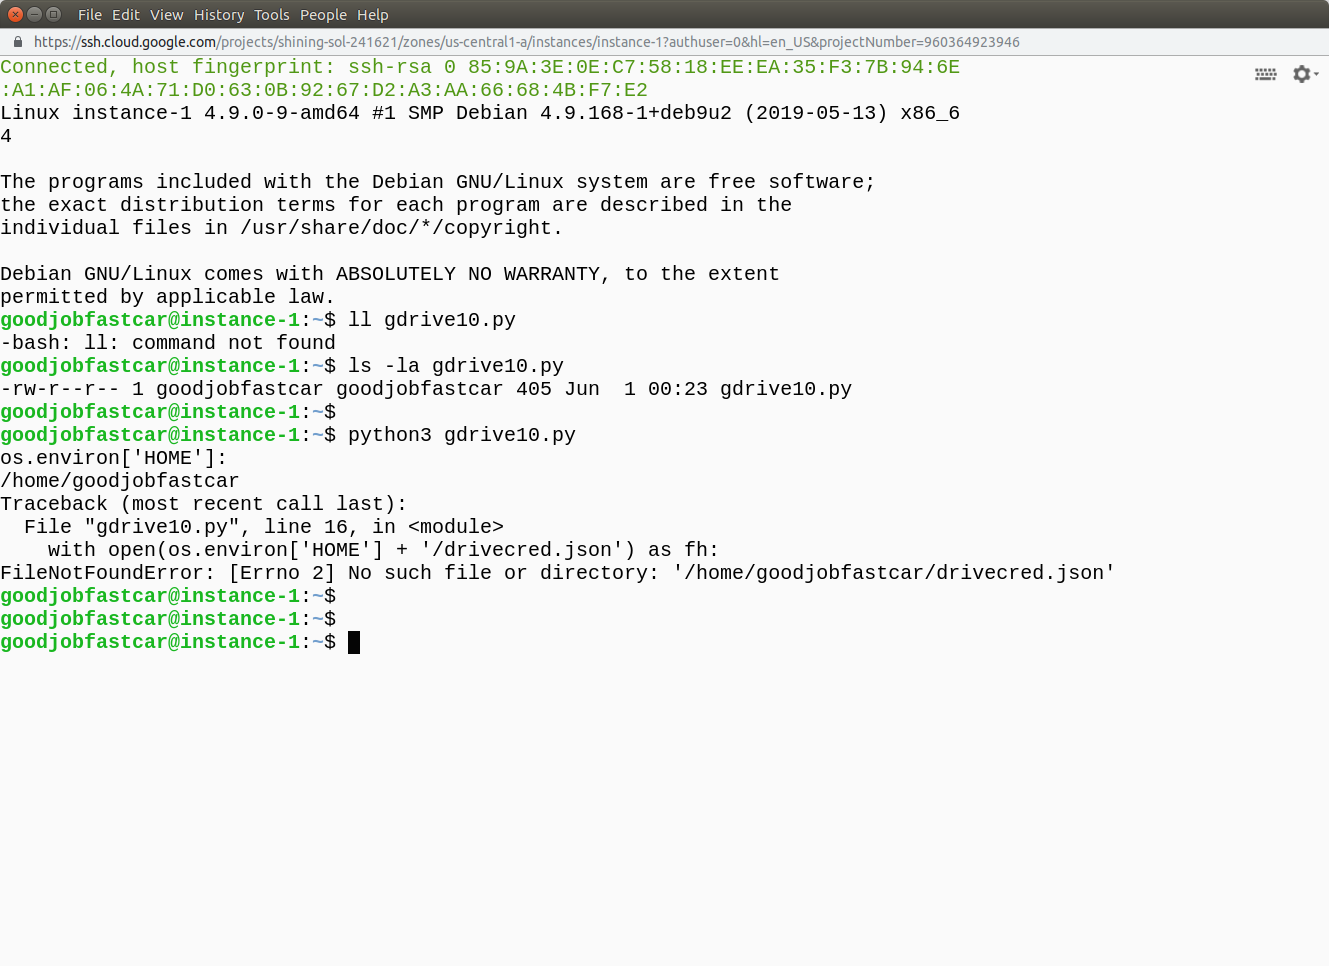 File Edit View History Tools People Help
https://ssh.cloud.google.com/projects/shining-sol-241621/zones/us-central1-a/instances/instance-1?authuser=0&hl=en_US&projectNumber=960364923946
Connected, host fingerprint: ssh-rsa 0 85:9A:3E:0E:C7:58:18:EE:EA:35:F3:7B:94:6E
:A1:AF:06:4A:71:D0:63:0B:92:67:D2:A3:AA:66:68:4B:F7:E2
Linux instance-1 4.9.0-9-amd64 #1 SMP Debian 4.9.168-1+deb9u2 (2019-05-13) x86_6
4
The programs included with the Debian GNU/Linux system are free software;
the exact distribution terms for each program are described in the
individual files in /usr/share/doc/*/copyright.
Debian GNU/Linux comes with ABSOLUTELY NO WARRANTY, to the extent
permitted by applicable law.
goodjobfastcar@instance-1:~$ ll gdrive10.py
-bash: ll: command not found
goodjobfastcar@instance-1:~$ ls -la gdrive10.py
-rw-r--r-- 1 goodjobfastcar goodjobfastcar 405 Jun  1 00:23 gdrive10.py
goodjobfastcar@instance-1:~$
goodjobfastcar@instance-1:~$ python3 gdrive10.py
os.environ['HOME']:
/home/goodjobfastcar
Traceback (most recent call last):
  File "gdrive10.py", line 16, in <module>
    with open(os.environ['HOME'] + '/drivecred.json') as fh:
FileNotFoundError: [Errno 2] No such file or directory: '/home/goodjobfastcar/drivecred.json'
goodjobfastcar@instance-1:~$
goodjobfastcar@instance-1:~$
goodjobfastcar@instance-1:~$